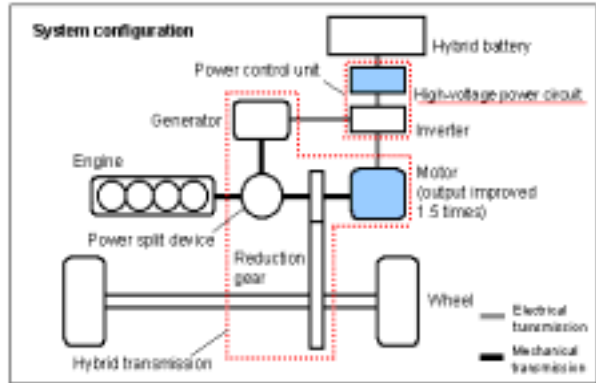 System configuration
Hybrid battery
Power control unit
High-voltage power circuit
Generator
Inverter
Engine
Motor
(output improved
1.5 times)
Power split device
Reduction
gear
Wheel
Electrical
transmission
Hybrid transmission
Mechanical
transmission